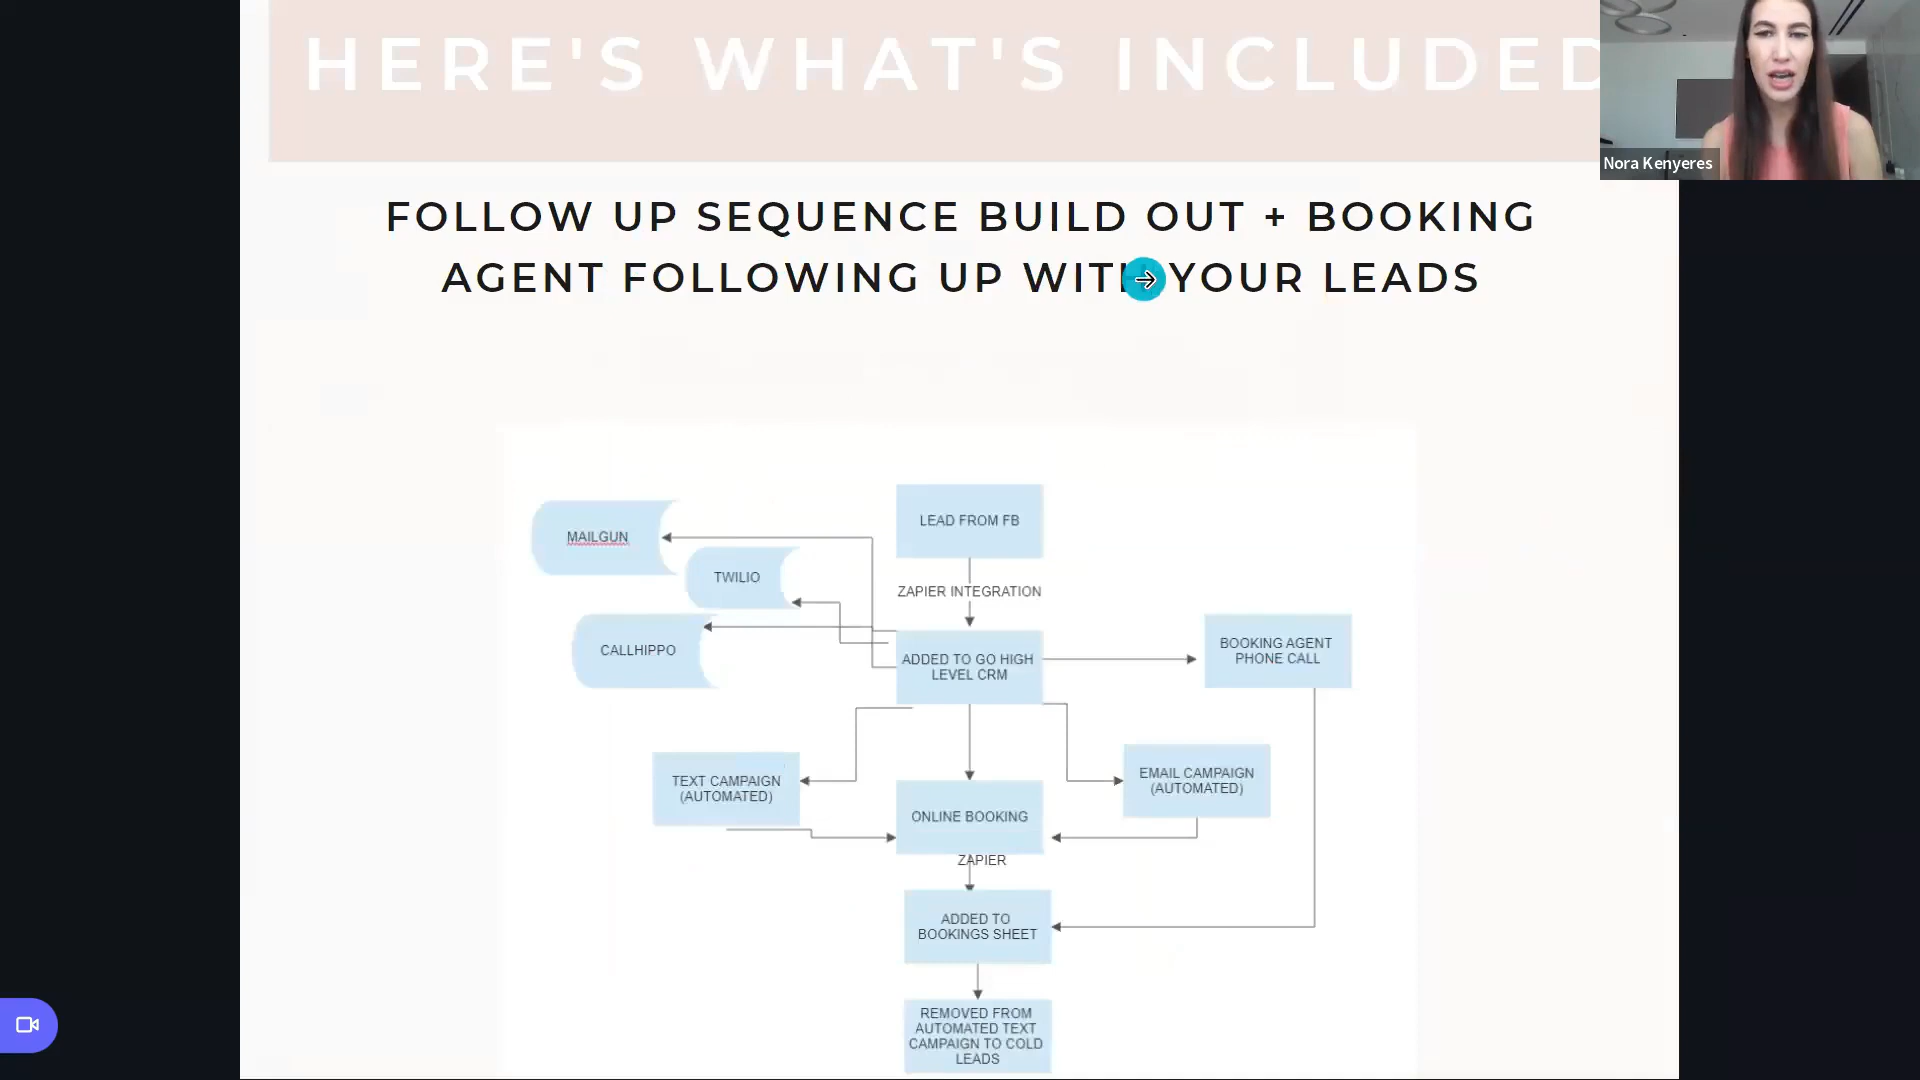 HERE'S WHAT'S INCLUDED
Nora Kenyeres
FOLLOW UP SEQUENCE BUILD OUT + BOOKING
AGENT FOLLOWING UP WITH YOUR LEADS
LEAD FROM FB
MAILGUN
TWILIO
ZAPIER INTEGRATION
CALLHIPPO
ADDED TO GO HIGH
LEVEL CRM
BOOKING AGENT
PHONE CALL
TEXT CAMPAIGN
(AUTOMATED)
EMAIL CAMPAIGN
(AUTOMATED)
ONLINE BOOKING
ZAPIER
ADDED TO
BOOKINGS SHEET
REMOVED FROM
AUTOMATED TEXT
CAMPAIGN TO COLD
LEADS